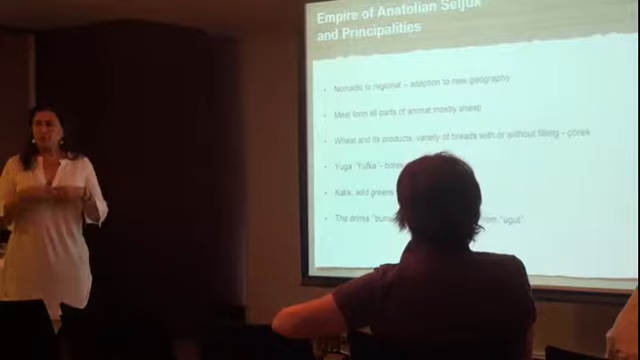 Empire of Anatolian Seljuk
and Principalities
Nomadic to regional – adaption to new geography
Meat form all parts of animal mostly sheep
Wheat and its products, variety of breads with or without filling - çörek
Yuga "Yufka"- 
Katık, wild greens
The drinks from "ugut"